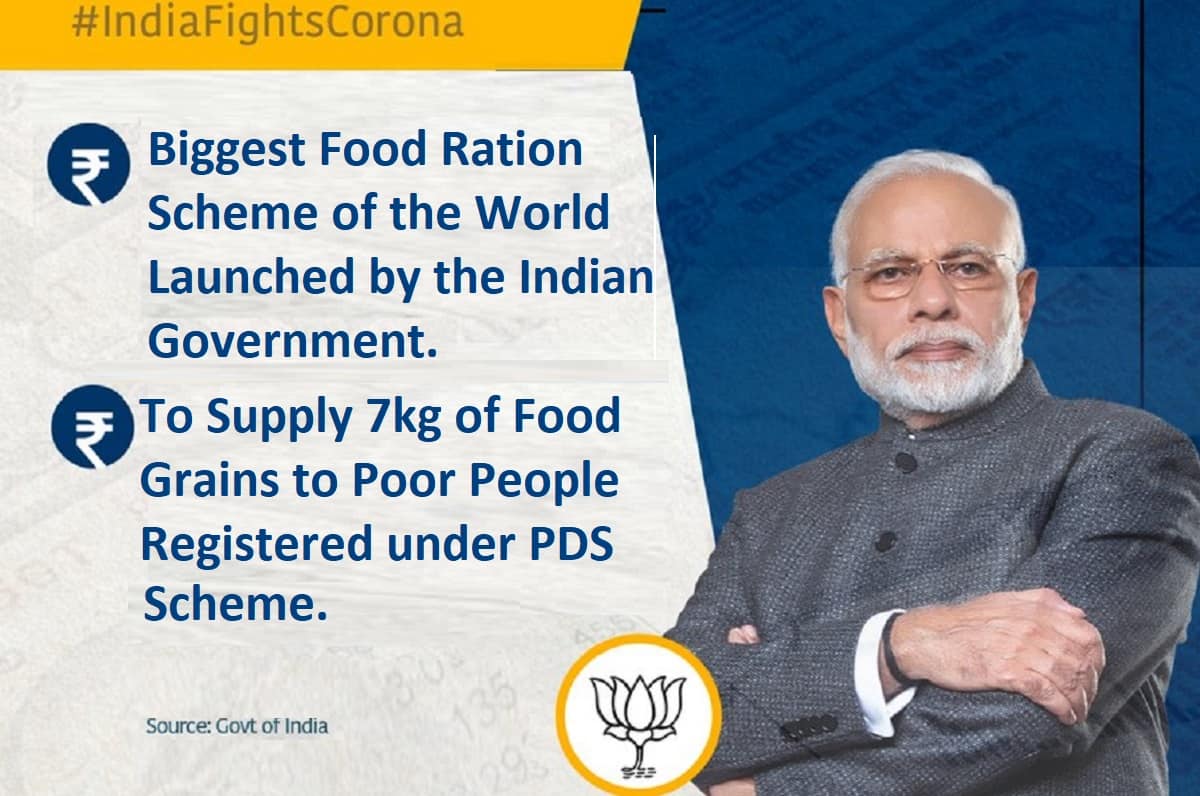 #IndiaFightsCorona
₹ Biggest Food Ration
Scheme of the World
Launched by the Indian
Government.
₹ To Supply 7kg of Food
Grains to Poor People
Registered under PDS
Scheme.
Source: Govt of India